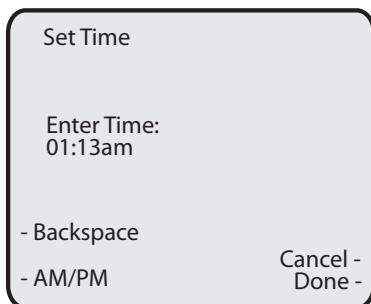 Set Time
Enter Time:
01:13am
- Backspace
Cancel -
- AM/PM
Done -